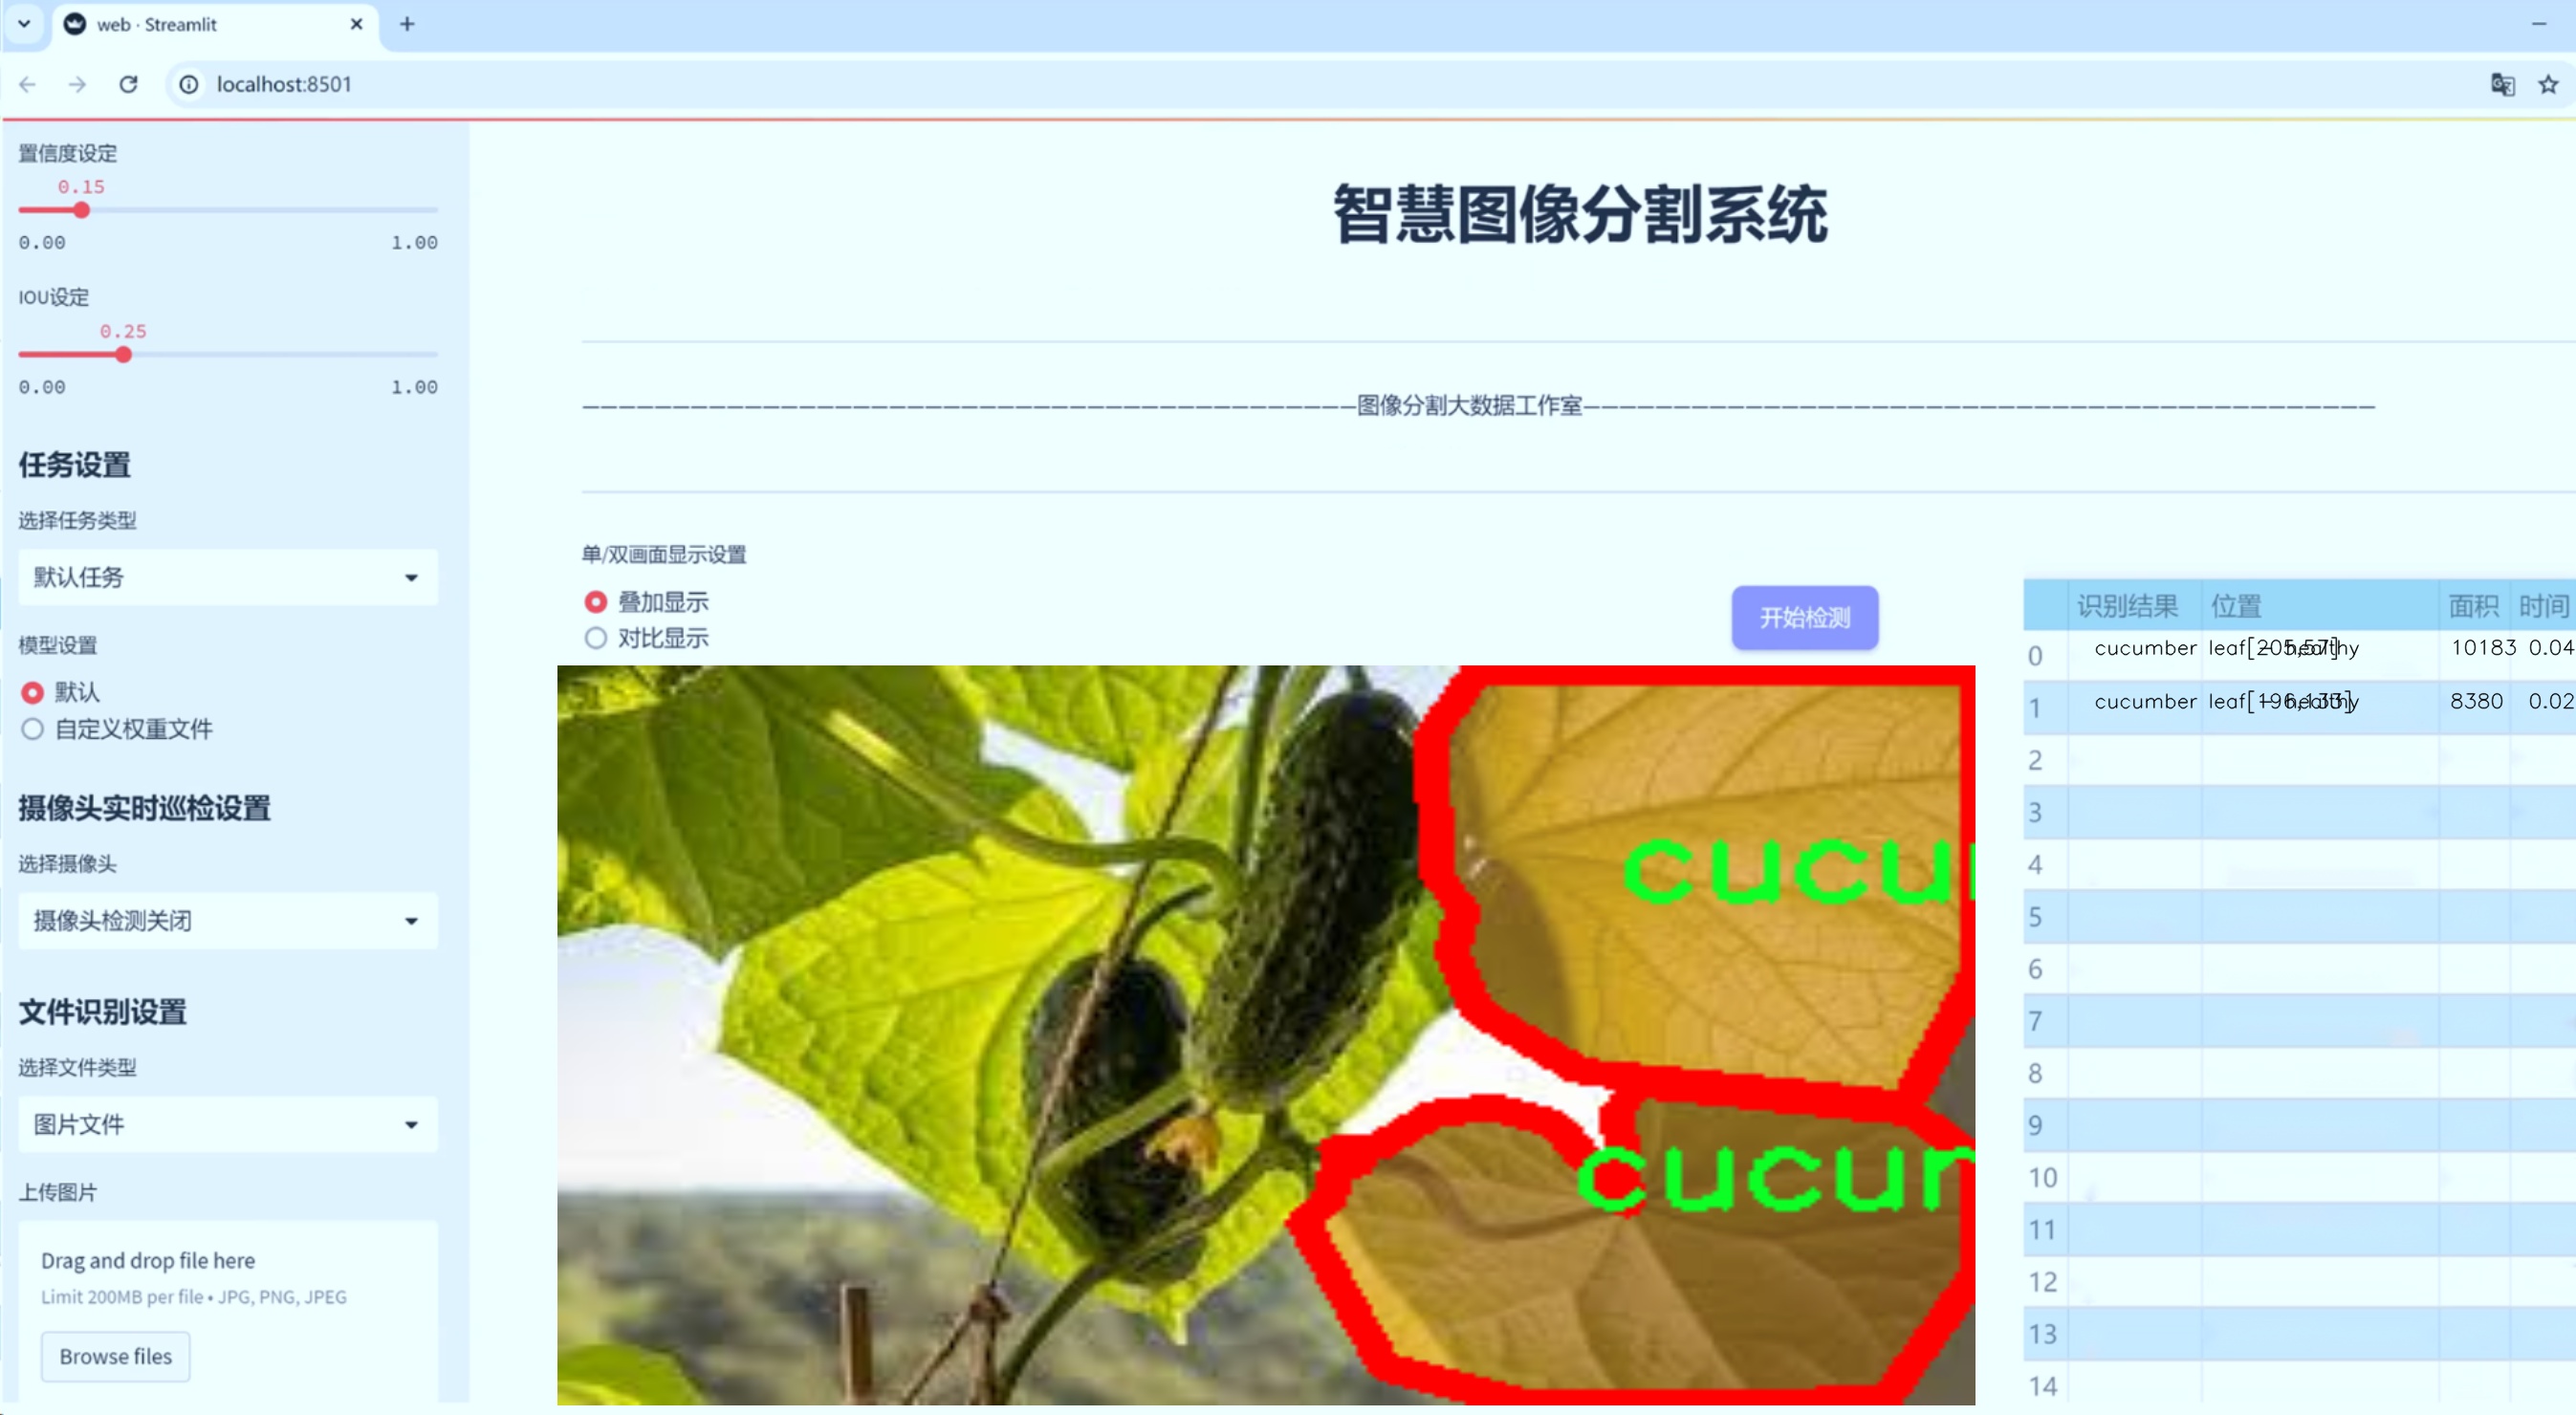 web · Streamlit
localhost:8501
置信度设定
0.15
0.00 1.00
IOU设定
0.25
0.00 1.00
任务设置
选择任务类型
默认任务
模型设置
默认
自定义权重文件
摄像头实时巡检设置
选择摄像头
摄像头检测关闭
文件识别设置
选择文件类型
图片文件
上传图片
Drag and drop file here
Limit 200MB per file • JPG, PNG, JPEG
Browse files
智慧图像分割系统
图像分割大数据工作室
单/双画面显示设置
叠加显示
对比显示
开始检测
cucu
cucu
识别结果 位置 面积 时间
0 cucumber leaf 10183 0.04
1 cucumber leaf 8380 0.02
2
3
4
5
6
7
8
9
10
11
12
13
14